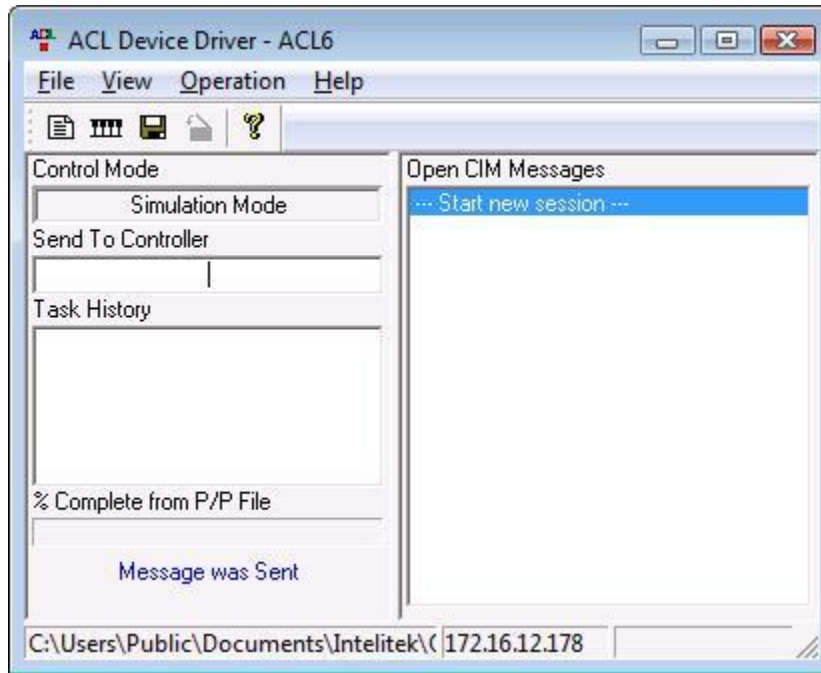 ACL Device Driver - ACL6
File View Operation Help
Control Mode
Simulation Mode
Send To Controller
Task History
% Complete from P/P File
Message was Sent
Open CIM Messages
--- Start new session ---
C:\Users\Public\Documents\Intelitek\( 172.16.12.178